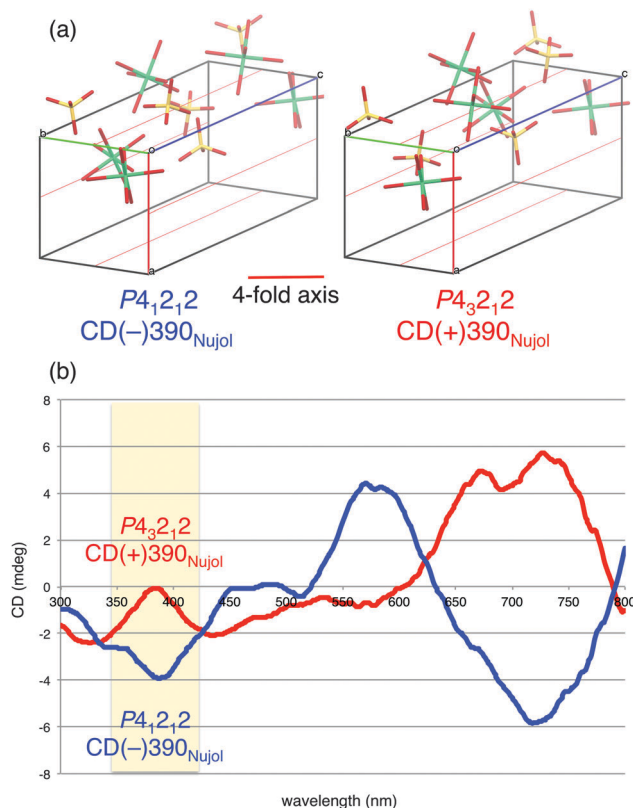 (a)
c
c
b
o
b
o
a
a
P4₁2₁2
CD(–)390Nujol
4-fold axis
P4₃2₁2
CD(+)390Nujol
(b)
8
6
4
2
0
-2
-4
-6
-8
CD (mdeg)
300 350 400 450 500 550 600 650 700 750 800
P4₃2₁2
CD(+)390Nujol
P4₁2₁2
CD(–)390Nujol
wavelength (nm)